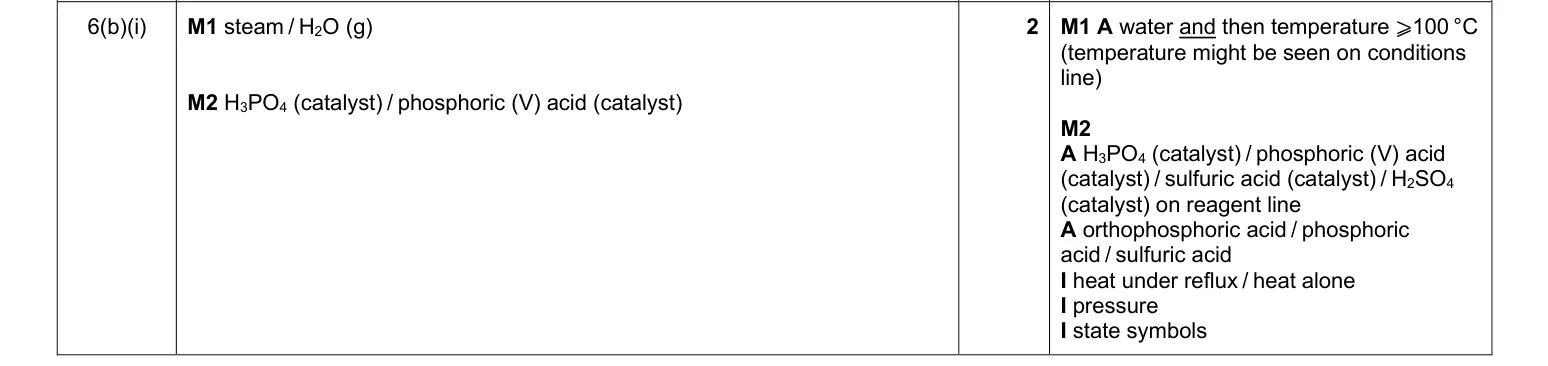 6(b)(i)
M1 steam / H₂O (g)
M2 H₃PO₄ (catalyst) / phosphoric (V) acid (catalyst)
2
M1 A water and then temperature ⩾100 °C
(temperature might be seen on conditions
line)
M2
A H₃PO₄ (catalyst) / phosphoric (V) acid
(catalyst) / sulfuric acid (catalyst) / H₂SO₄
(catalyst) on reagent line
A orthophosphoric acid / phosphoric
acid / sulfuric acid
I heat under reflux / heat alone
I pressure
I state symbols